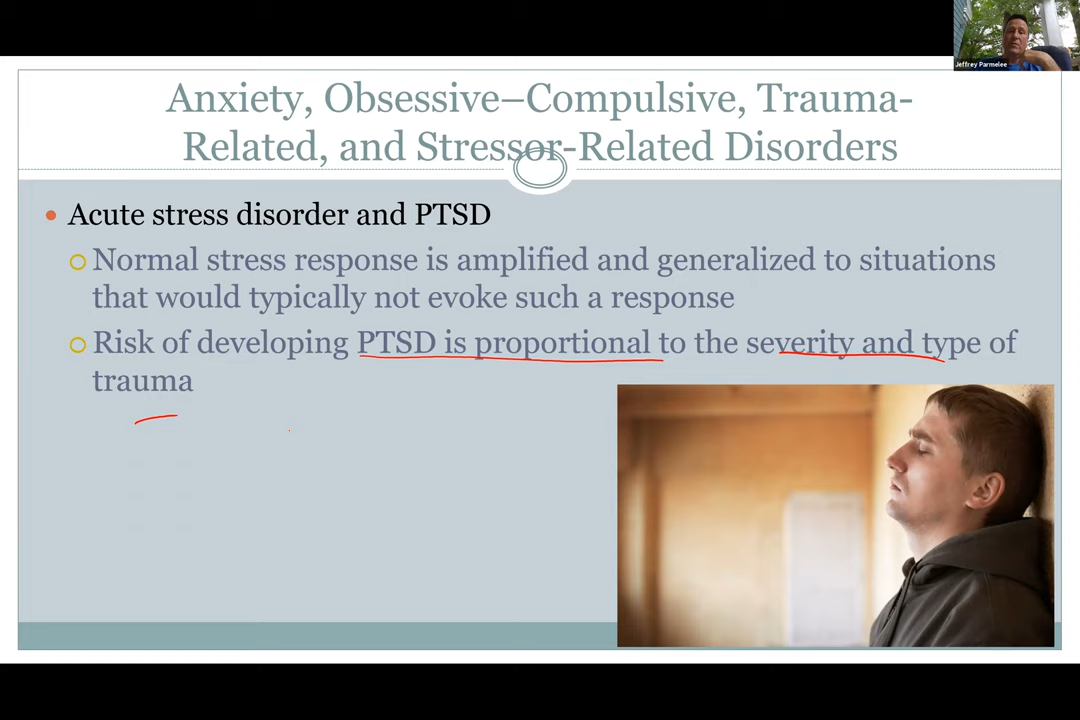 Jeffrey Parmelee
Anxiety, Obsessive–Compulsive, Trauma-
Related, and Stressor-Related Disorders
Acute stress disorder and PTSD
Normal stress response is amplified and generalized to situations
that would typically not evoke such a response
Risk of developing PTSD is proportional to the severity and type of
trauma